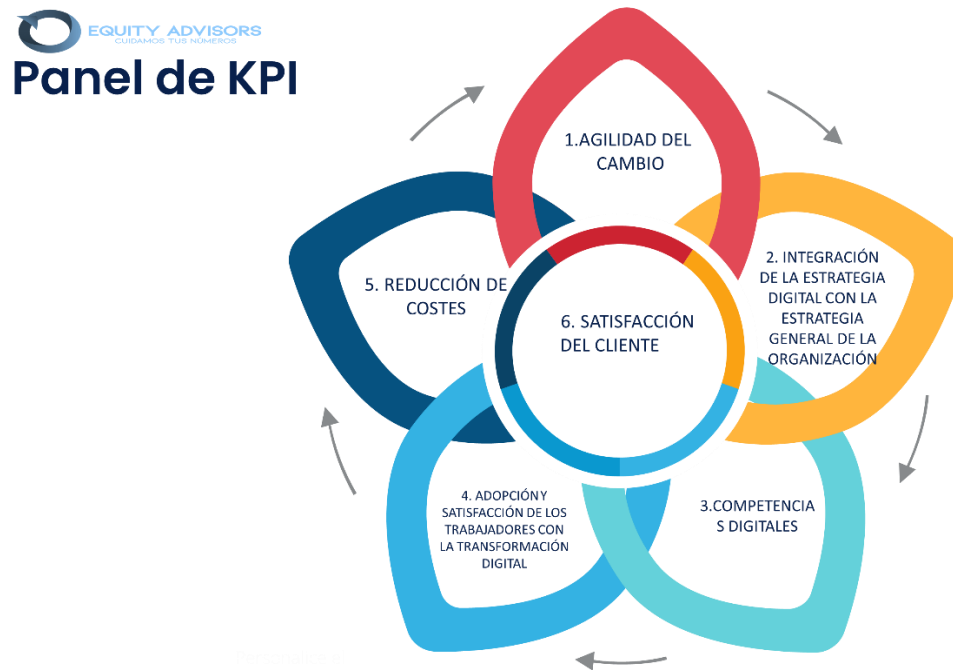 EQUITY ADVISORS
CUIDAMOS TUS NÚMEROS
Panel de KPI
1.AGILIDAD DEL
CAMBIO
2. INTEGRACIÓN
DE LA ESTRATEGIA
DIGITAL CON LA
ESTRATEGIA
GENERAL DE LA
ORGANIZACIÓN
3.COMPETENCIA
S DIGITALES
4. ADOPCIÓN Y
SATISFACCIÓN DE LOS
TRABAJADORES CON
LA TRANSFORMACIÓN
DIGITAL
5. REDUCCIÓN DE
COSTES
6. SATISFACCIÓN
DEL CLIENTE